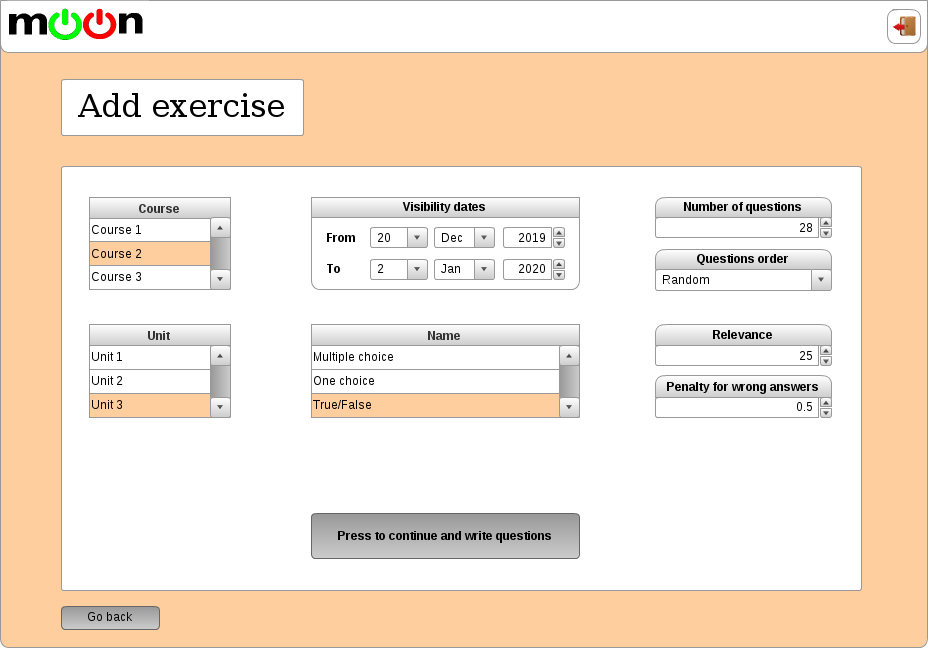 moon
Add exercise
Course
Course 1
Course 2
Course 3
Visibility dates
From 20 Dec 2019
To 2 Jan 2020
Number of questions
28
Questions order
Random
Unit
Unit 1
Unit 2
Unit 3
Name
Multiple choice
One choice
True/False
Relevance
25
Penalty for wrong answers
0.5
Press to continue and write questions
Go back